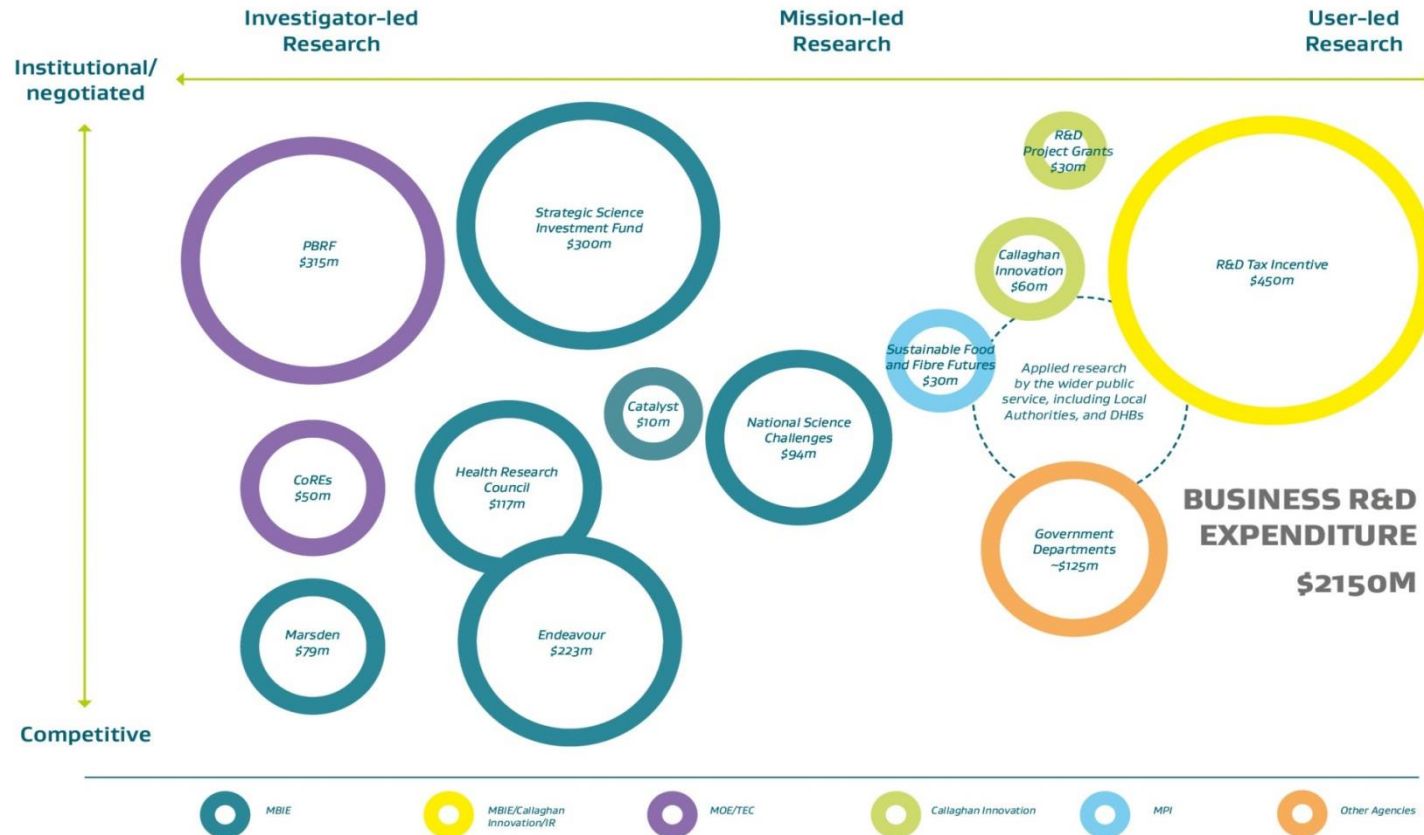 Investigator-led
Research
Mission-led
Research
User-led
Research
Institutional/
negotiated
R&D
Project Grants
$30m
Strategic Science
Investment Fund
$300m
PBRF
$315m
Callaghan
Innovation
$60m
R&D Tax Incentive
$450m
Sustainable Food
and Fibre Futures
$30m
Applied research
by the wider public
service, including Local
Authorities, and DHBs
Catalyst
$10m
National Science
Challenges
$94m
Health Research
Council
$117m
CoREs
$50m
BUSINESS R&D
EXPENDITURE
$2150M
Government
Departments
~$125m
Marsden
$79m
Endeavour
$223m
Competitive
MBIE
MBIE/Callaghan
Innovation/IR
MOE/TEC
Callaghan Innovation
MPI
Other Agencies